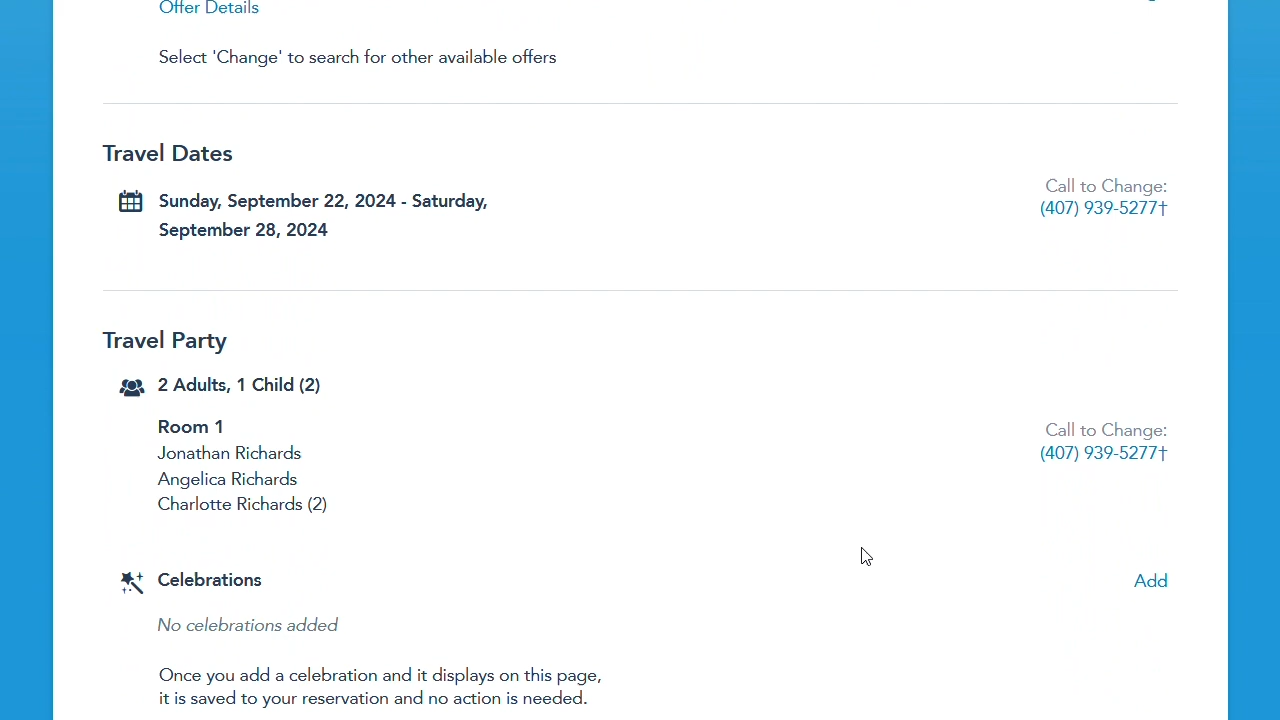 Offer Details
Select 'Change' to search for other available offers
Travel Dates
Sunday, September 22, 2024 - Saturday,
September 28, 2024
Call to Change:
(407) 939-5277†
Travel Party
2 Adults, 1 Child (2)
Room 1
Jonathan Richards
Angelica Richards
Charlotte Richards (2)
Call to Change:
(407) 939-5277†
Celebrations
Add
No celebrations added
Once you add a celebration and it displays on this page,
it is saved to your reservation and no action is needed.